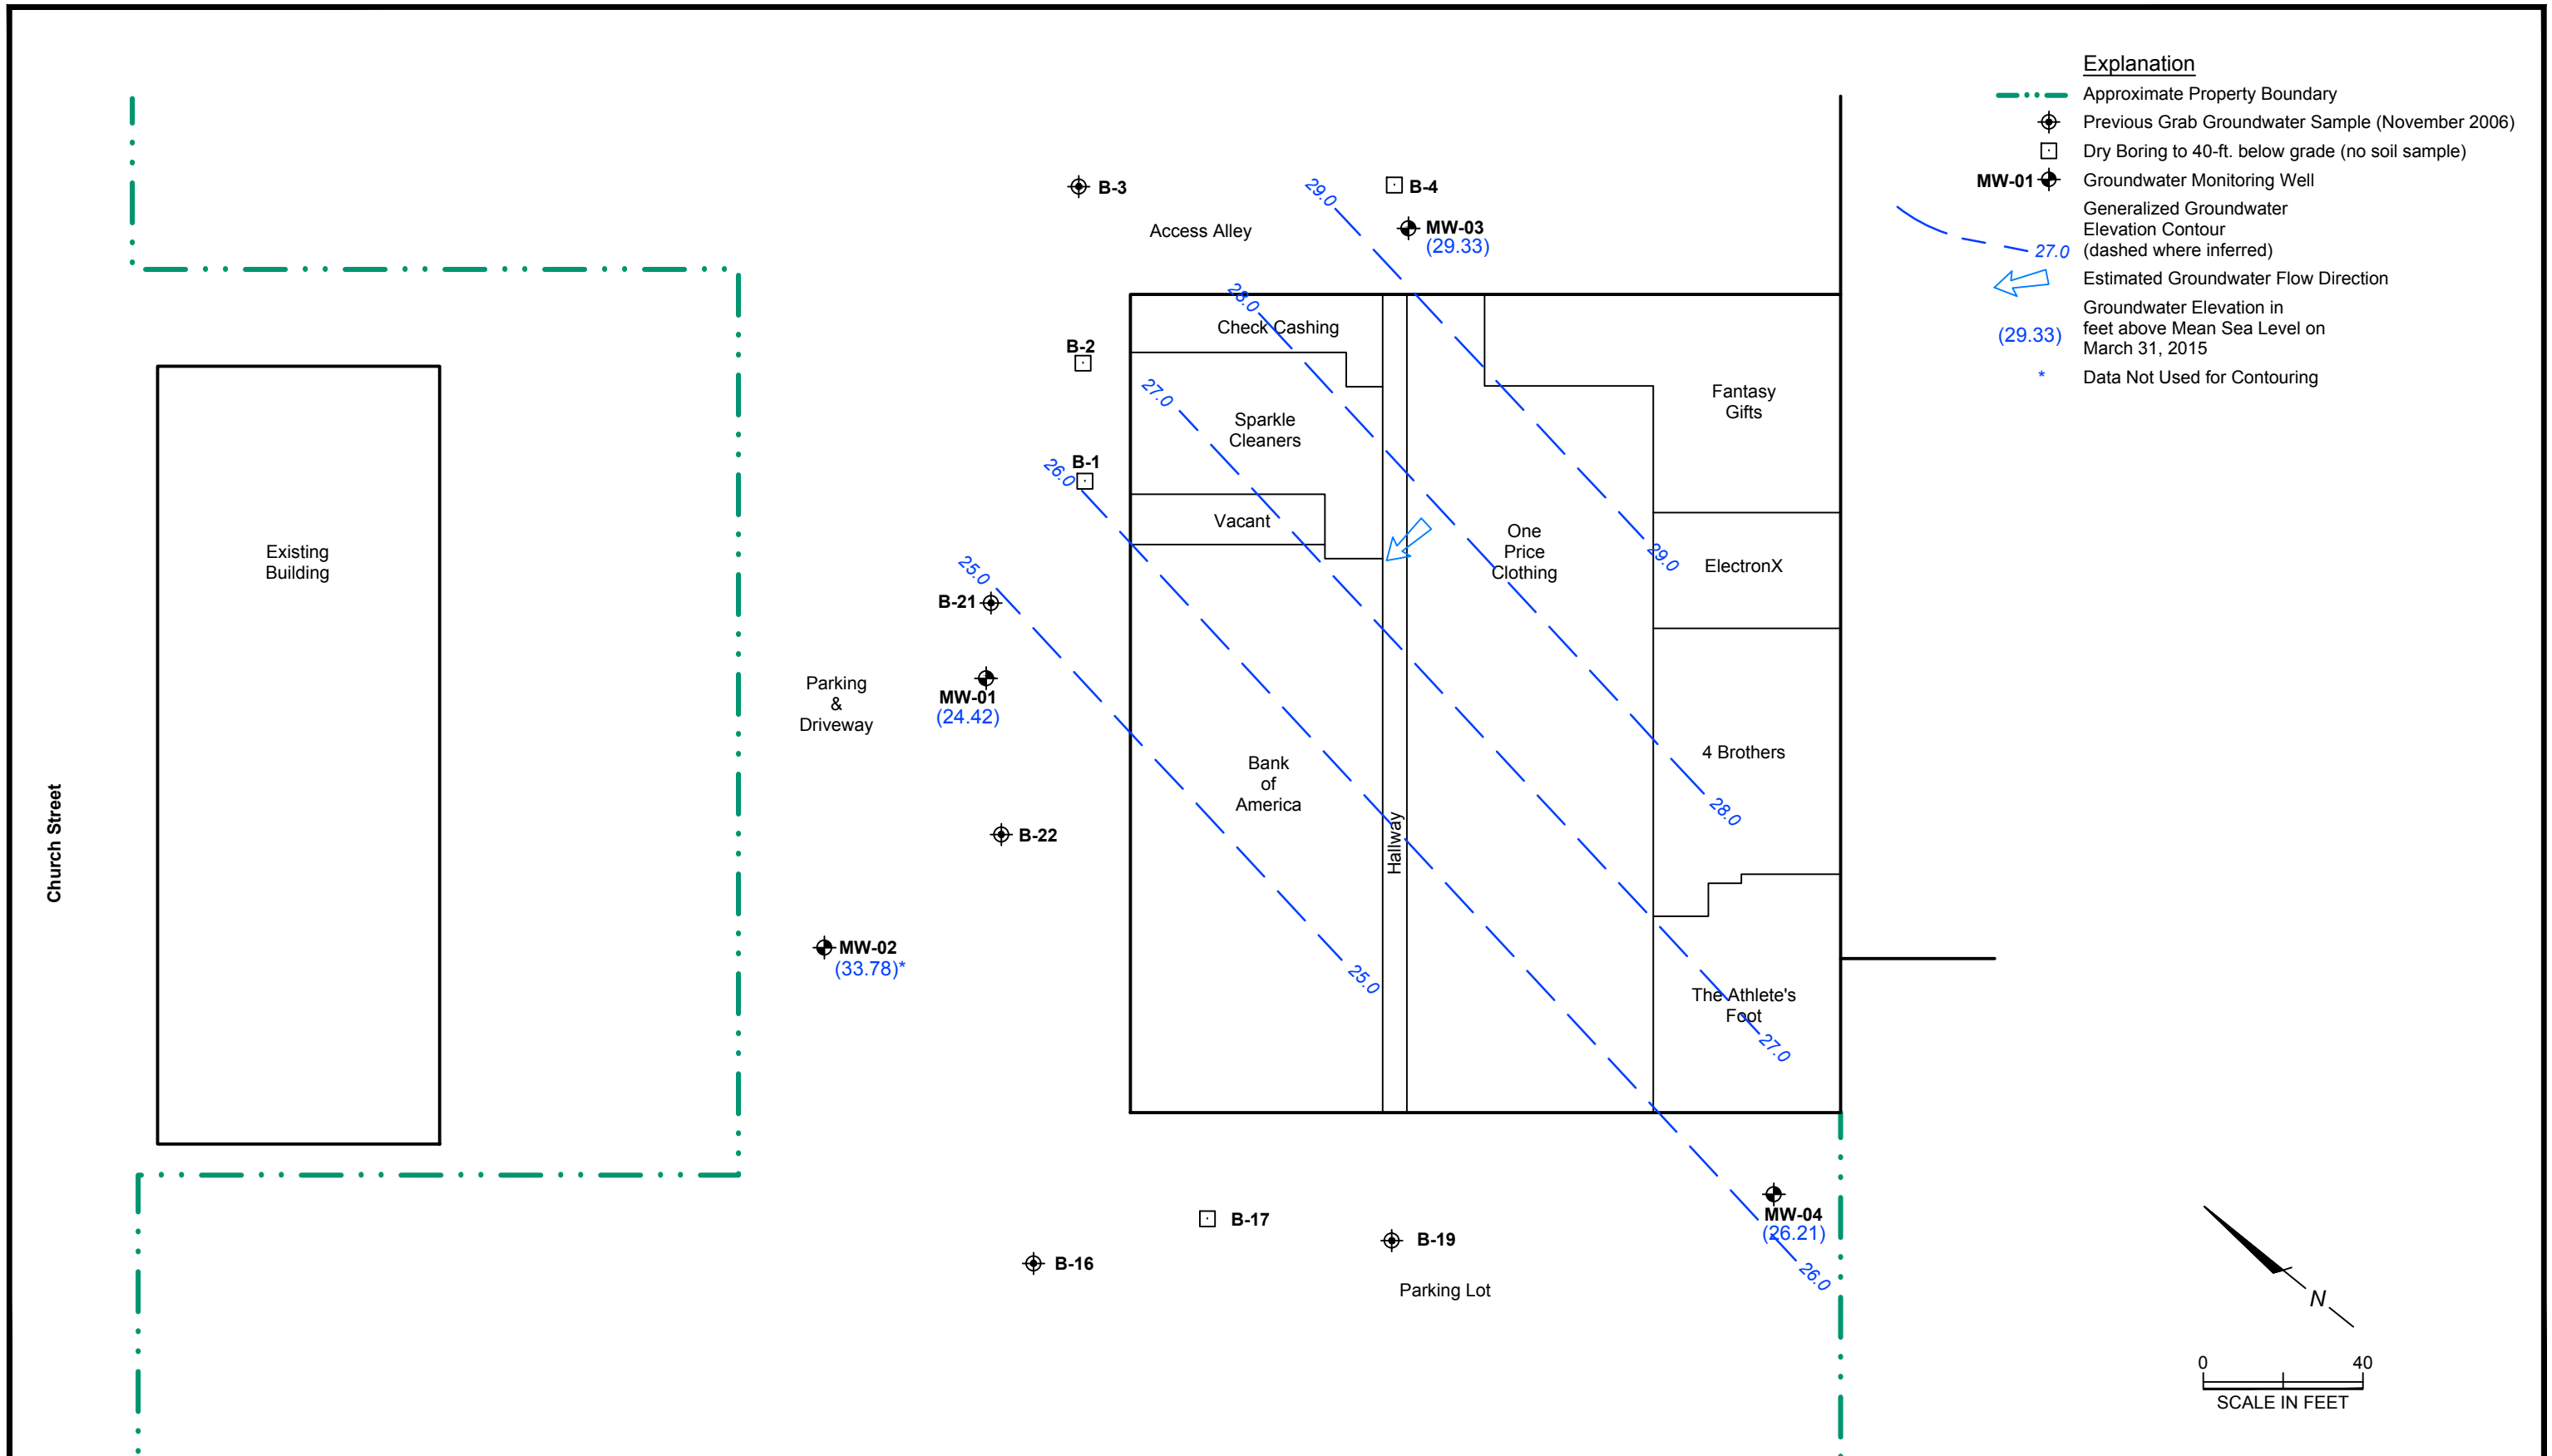 Explanation
Approximate Property Boundary
Previous Grab Groundwater Sample (November 2006)
Dry Boring to 40-ft. below grade (no soil sample)
MW-01
Groundwater Monitoring Well
Generalized Groundwater
Elevation Contour
(dashed where inferred)
27.0
Estimated Groundwater Flow Direction
Groundwater Elevation in
feet above Mean Sea Level on
March 31, 2015
(29.33)
*
Data Not Used for Contouring
B-3
29.0
B-4
Access Alley
MW-03
(29.33)
28.0
Check Cashing
B-2
27.0
Sparkle
Cleaners
Fantasy
Gifts
26.0
B-1
Vacant
One
Price
Clothing
29.0
ElectronX
Existing
Building
25.0
B-21
Parking
&
Driveway
MW-01
(24.42)
Bank
of
America
4 Brothers
28.0
Church Street
Hallway
B-22
MW-02
(33.78)*
25.0
The Athlete's
Foot
27.0
B-17
B-19
MW-04
(26.21)
B-16
Parking Lot
26.0
N
0 40
SCALE IN FEET